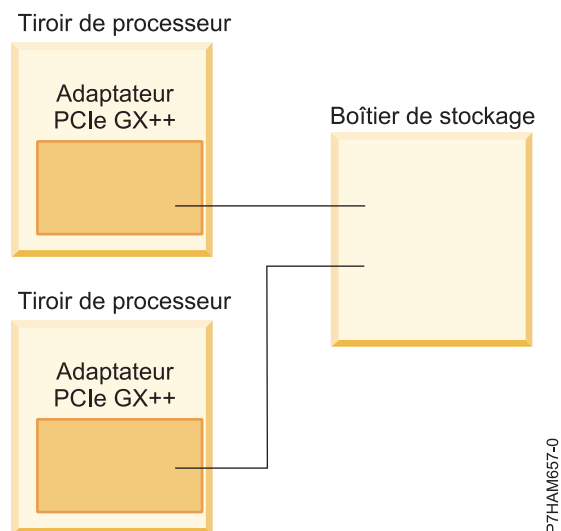 Tiroir de processeur
Adaptateur
PCIe GX++
Boîtier de stockage
Tiroir de processeur
Adaptateur
PCIe GX++
P7HAM657-0